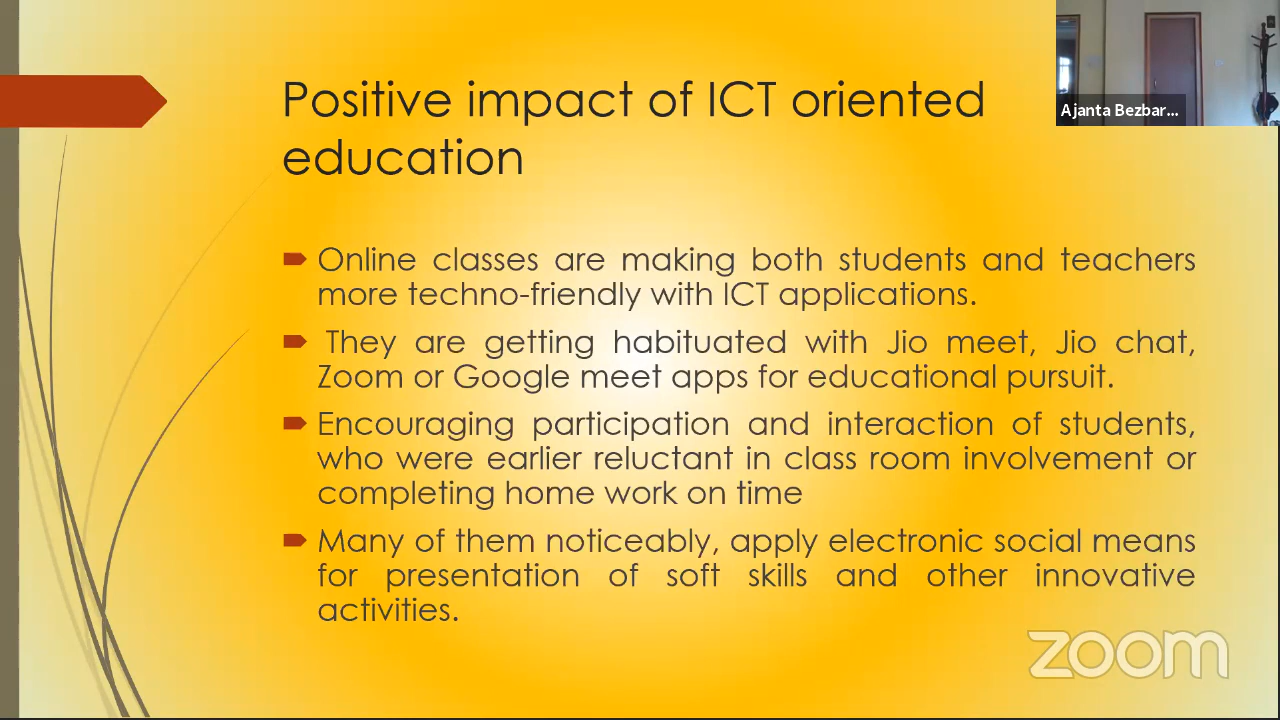 Positive impact of ICT oriented
education
Ajanta Bezbar...
Online classes are making both students and teachers
more techno-friendly with ICT applications.
They are getting habituated with Jio meet, Jio chat,
Zoom or Google meet apps for educational pursuit.
Encouraging participation and interaction of students,
who were earlier reluctant in class room involvement or
completing home work on time
Many of them noticeably, apply electronic social means
for presentation of soft skills and other innovative
activities.
zoom